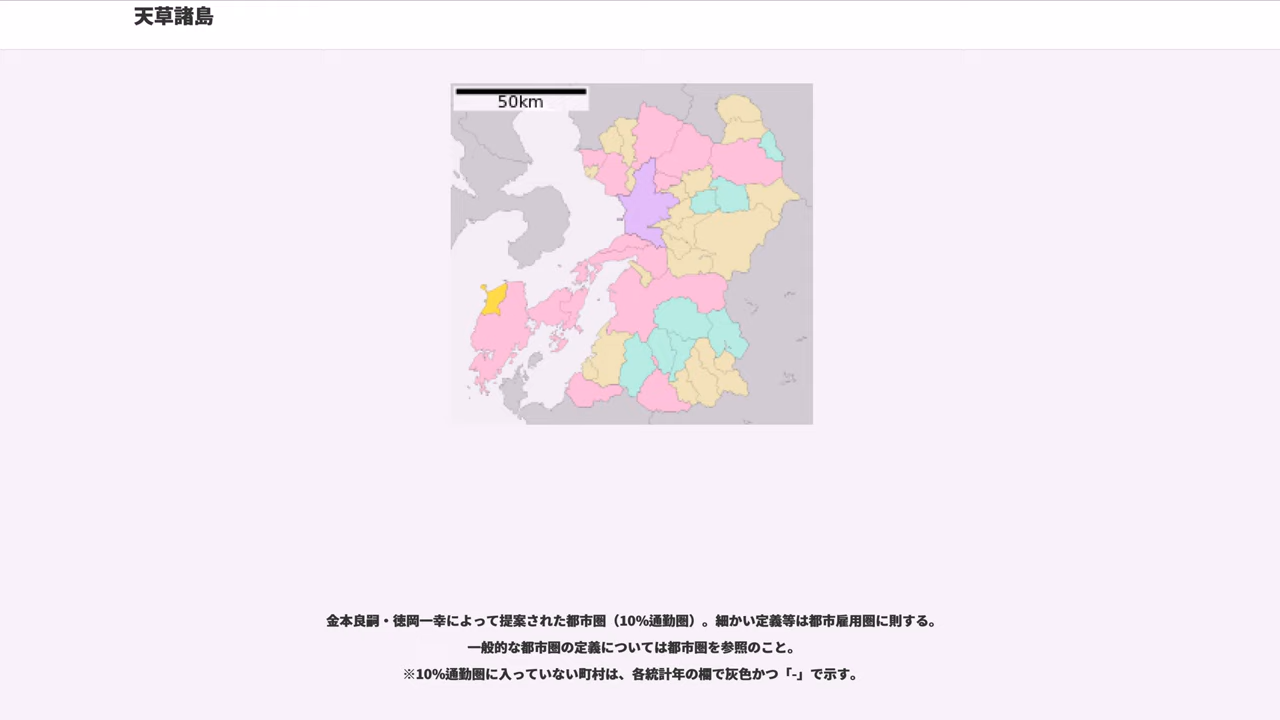 天草諸島
50km
金本良嗣・徳岡一幸によって提案された都市圏（10%通勤圏）。細かい定義等は都市雇用圏に則する。
一般的な都市圏の定義については都市圏を参照のこと。
※10%通勤圏に入っていない町村は、各統計年の欄で灰色かつ「-」で示す。